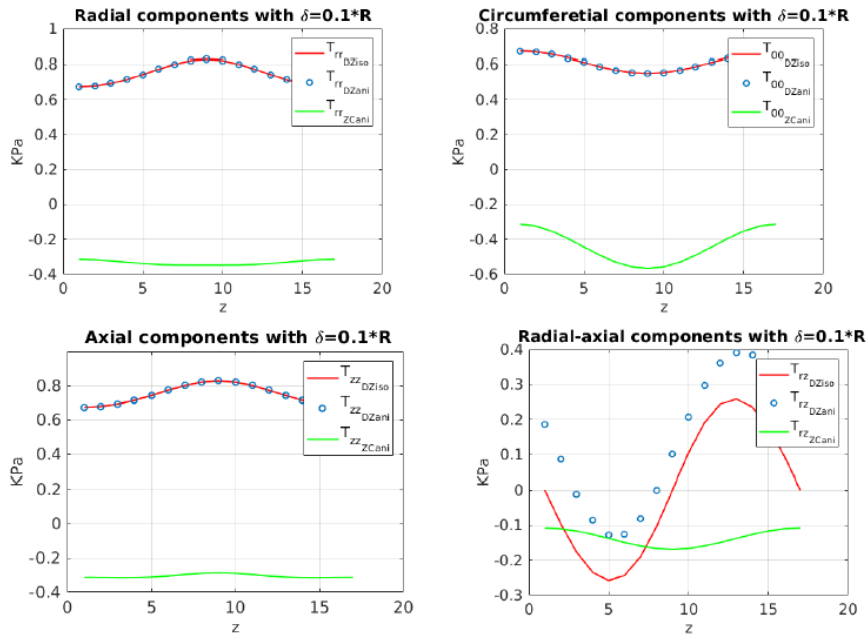 Radial components with δ=0.1*R
KPa
1
0.8
0.6
0.4
0.2
0
-0.2
-0.4
0 5 10 15 20
z
T_rr_DZiso
T_rr_DZani
T_rr_ZCani
Circumferetial components with δ=0.1*R
KPa
0.8
0.6
0.4
0.2
0
-0.2
-0.4
-0.6
0 5 10 15 20
z
T_00_DZiso
T_00_DZani
T_00_ZCani
Axial components with δ=0.1*R
KPa
0.8
0.6
0.4
0.2
0
-0.2
-0.4
0 5 10 15 20
z
T_zz_DZiso
T_zz_DZani
T_zz_ZCani
Radial-axial components with δ=0.1*R
KPa
0.4
0.3
0.2
0.1
0
-0.1
-0.2
-0.3
0 5 10 15 20
z
T_rz_DZiso
T_rz_DZani
T_rz_ZCani